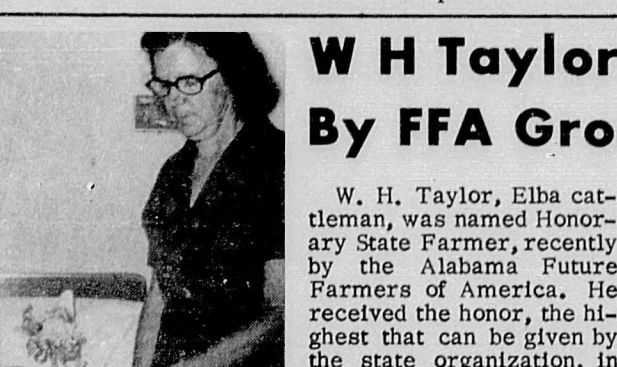 W H Taylor
By FFA Gro
W. H. Taylor, Elba cat-
tleman, was named Honor-
ary State Farmer, recently
by the Alabama Future
Farmers of America. He
received the honor, the hi-
ghest that can be given by
the state organization, in